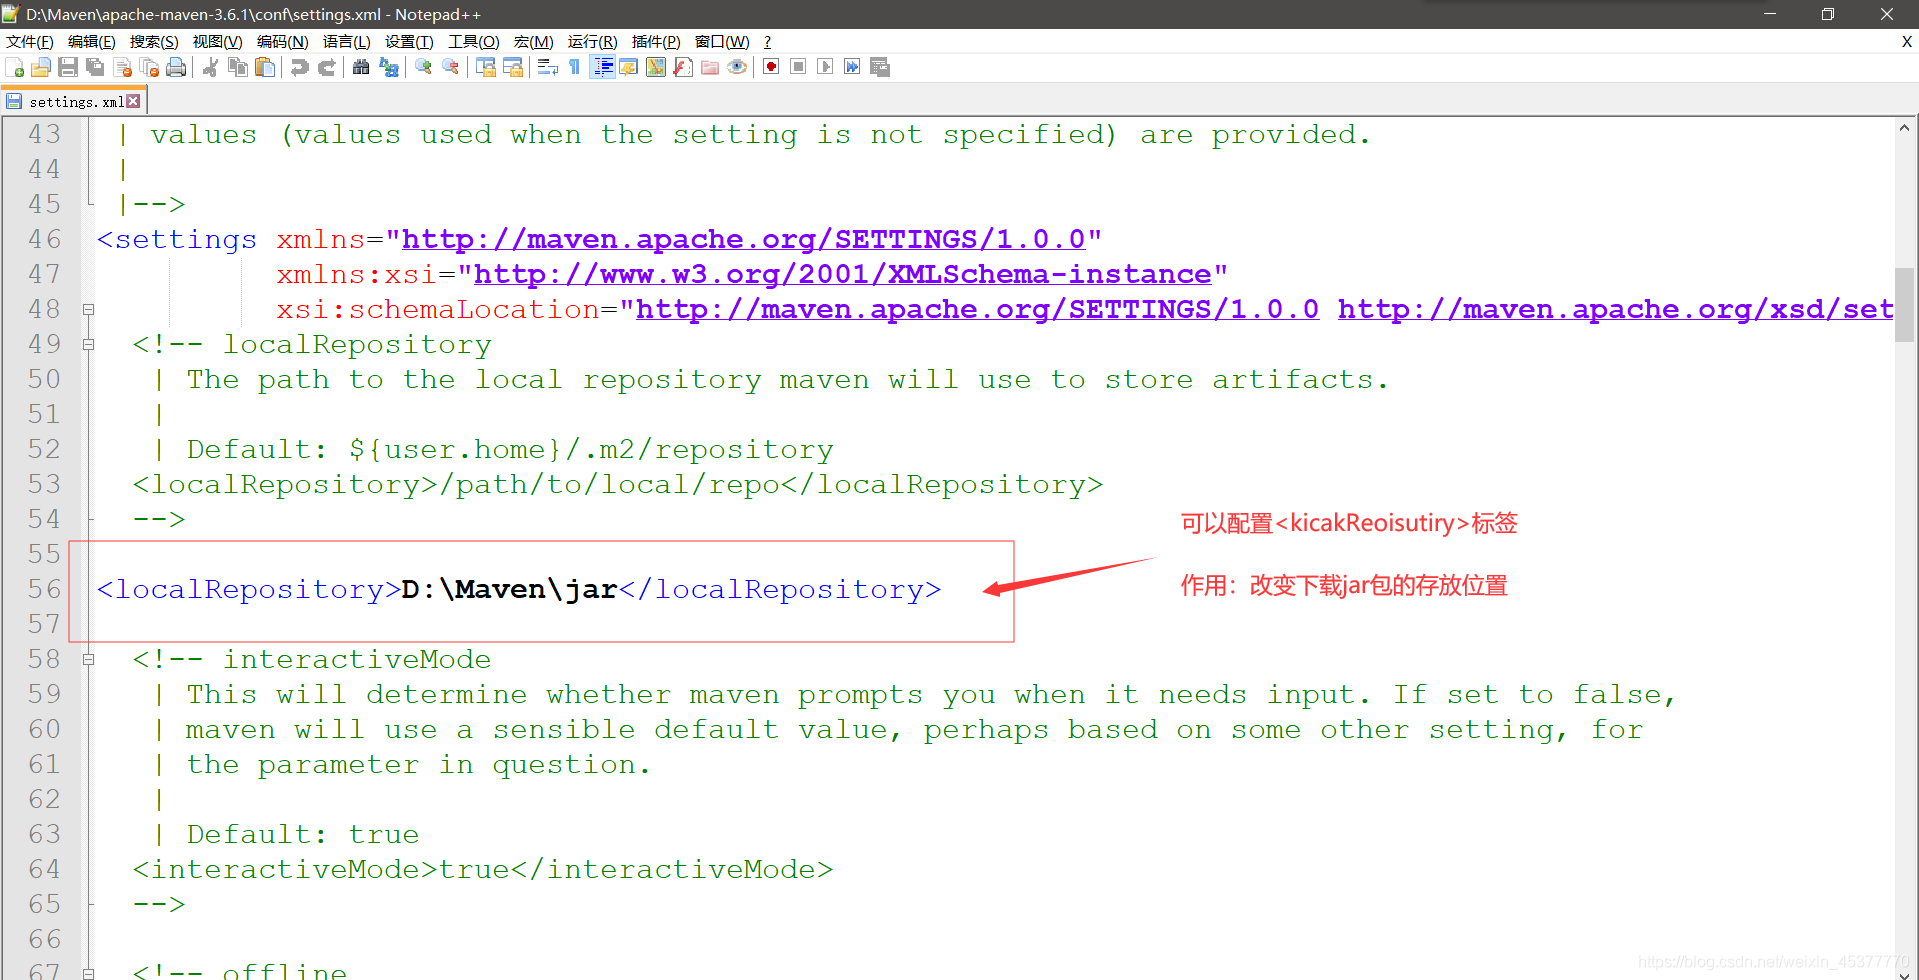 D:\Maven\apache-maven-3.6.1\conf\settings.xml - Notepad++
文件(F) 编辑(E) 搜索(S) 视图(V) 编码(N) 语言(L) 设置(T) 工具(O) 宏(M) 运行(R) 插件(P) 窗口(W) ? X
settings.xml
43 | values (values used when the setting is not specified) are provided.
44 |
45 |-->
46 <settings xmlns="http://maven.apache.org/SETTINGS/1.0.0"
47 xmlns:xsi="http://www.w3.org/2001/XMLSchema-instance"
48 xsi:schemaLocation="http://maven.apache.org/SETTINGS/1.0.0 http://maven.apache.org/xsd/set
49 <!-- localRepository
50 | The path to the local repository maven will use to store artifacts.
51 |
52 | Default: ${user.home}/.m2/repository
53 <localRepository>/path/to/local/repo</localRepository>
54 -->
可以配置<kicakReoisutiry>标签
55
56 <localRepository>D:\Maven\jar</localRepository>
作用：改变下载jar包的存放位置
57
58 <!-- interactiveMode
59 | This will determine whether maven prompts you when it needs input. If set to false,
60 | maven will use a sensible default value, perhaps based on some other setting, for
61 | the parameter in question.
62 |
63 | Default: true
64 <interactiveMode>true</interactiveMode>
65 -->
66
67 <!-- offline
https://blog.csdn.net/weixin_45377770